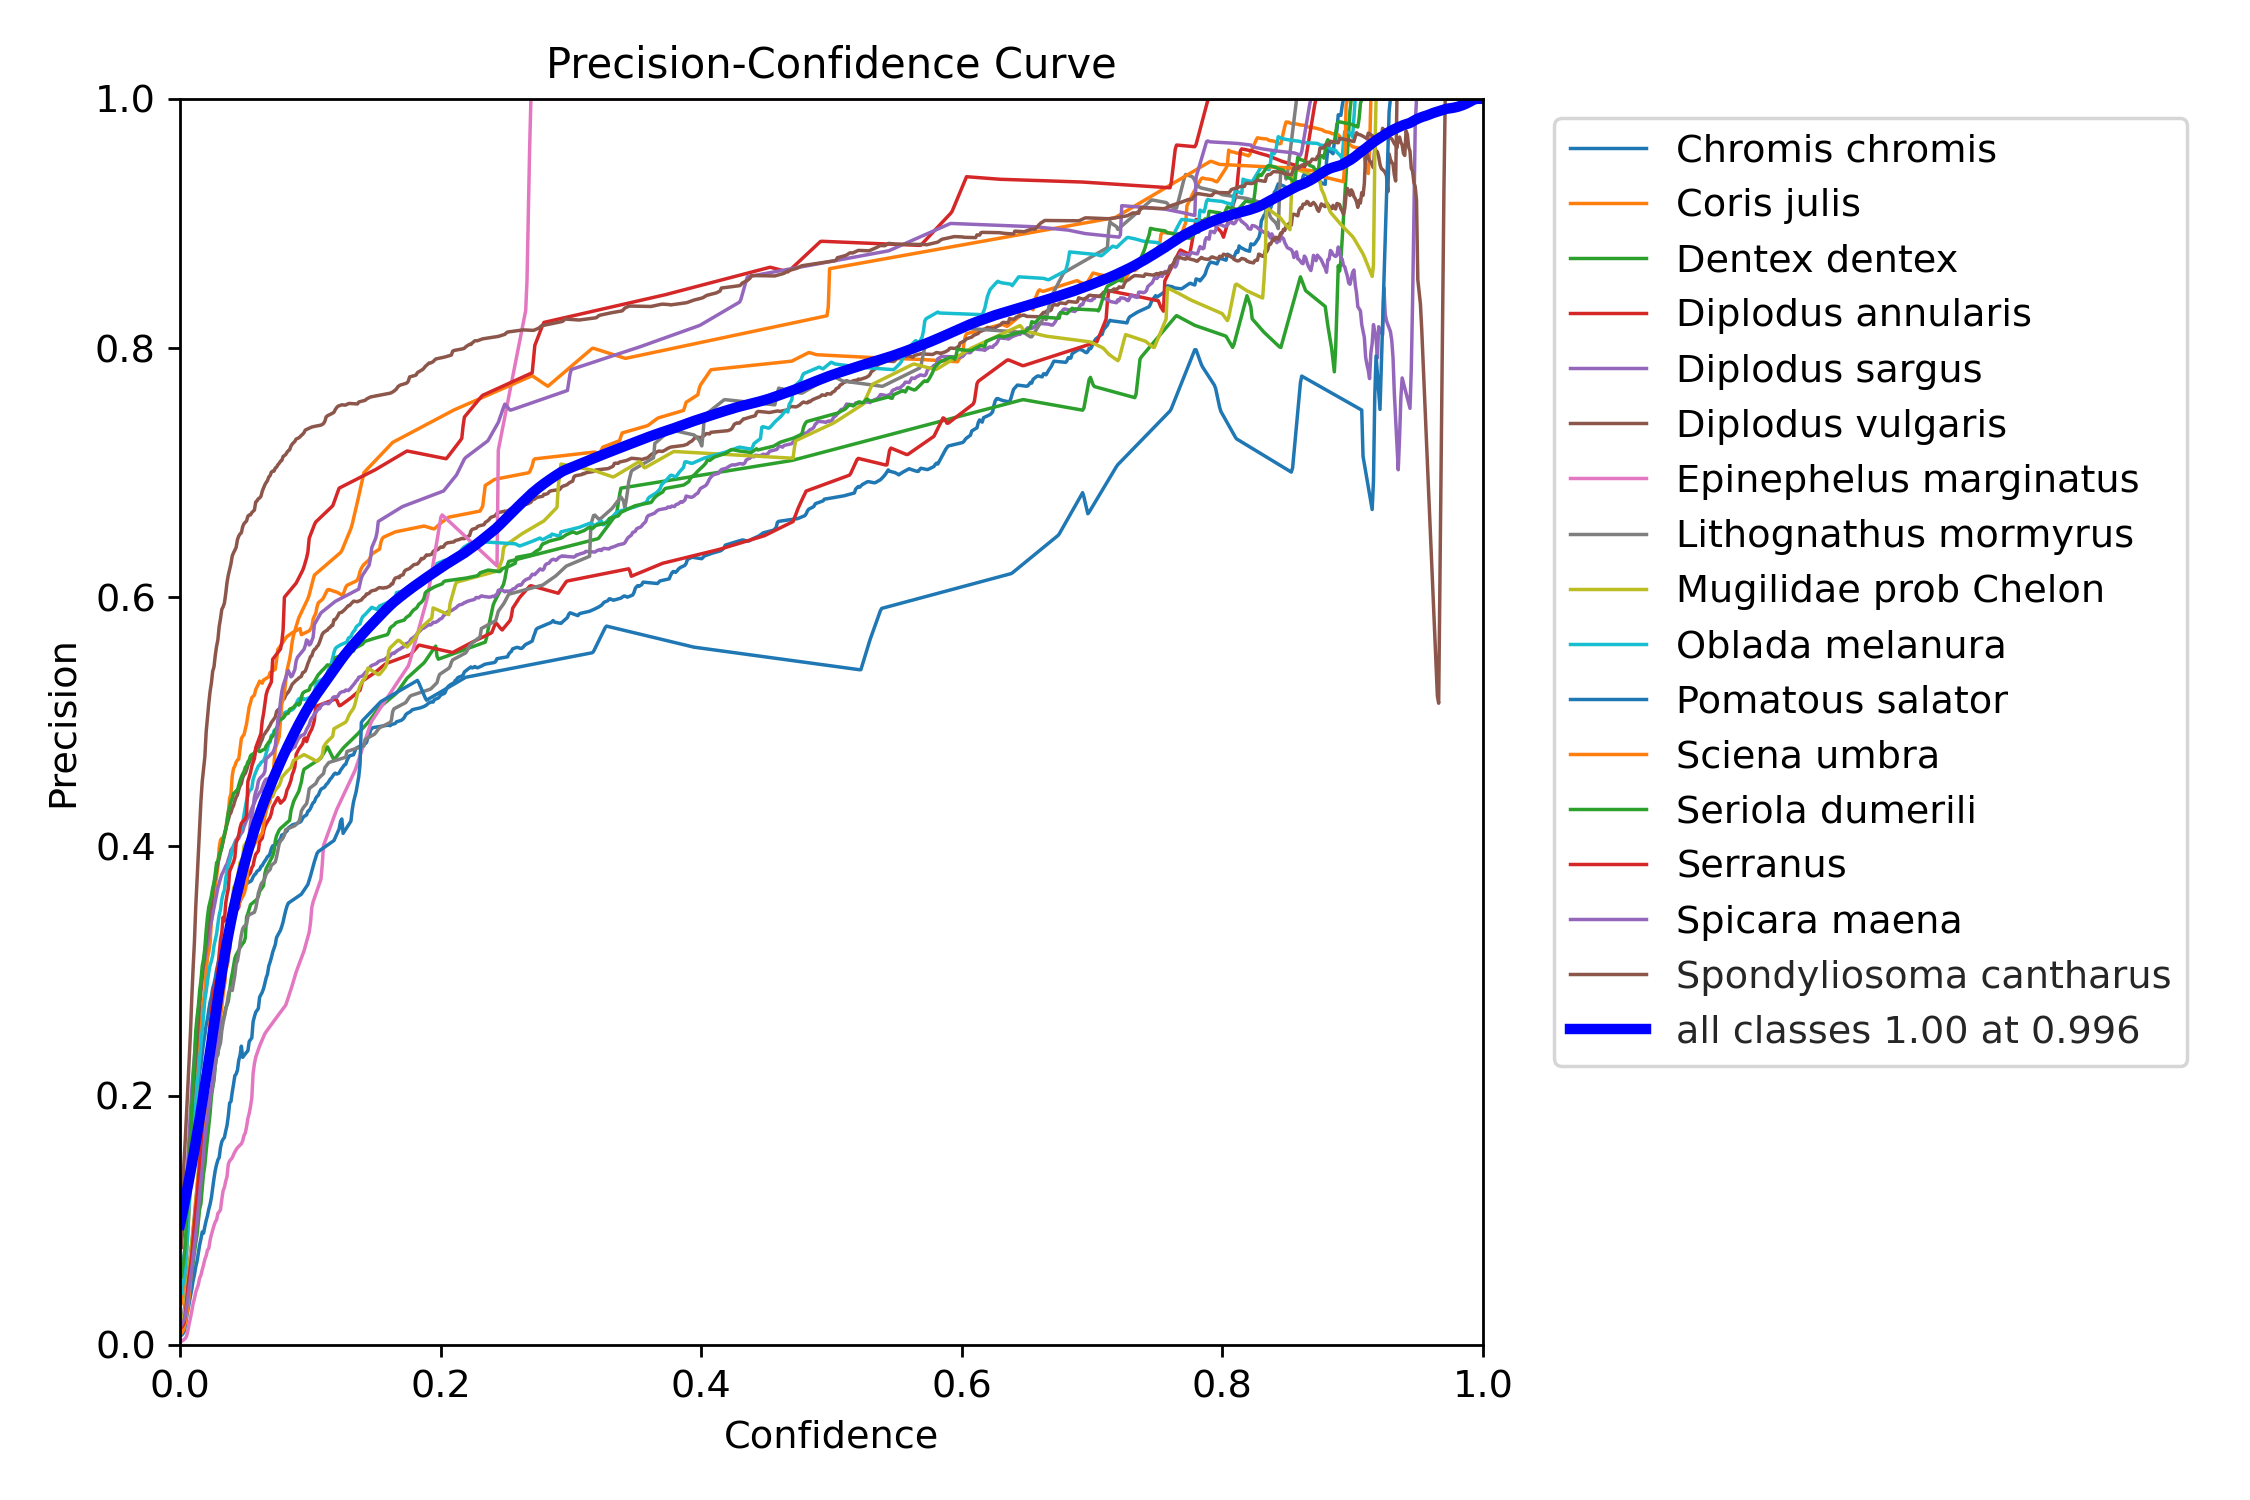 Precision-Confidence Curve
1.0
0.8
0.6
0.4
0.2
0.0
Precision
0.0 0.2 0.4 0.6 0.8 1.0
Confidence
Chromis chromis
Coris julis
Dentex dentex
Diplodus annularis
Diplodus sargus
Diplodus vulgaris
Epinephelus marginatus
Lithognathus mormyrus
Mugilidae prob Chelon
Oblada melanura
Pomatous salator
Sciena umbra
Seriola dumerili
Serranus
Spicara maena
Spondyliosoma cantharus
all classes 1.00 at 0.996